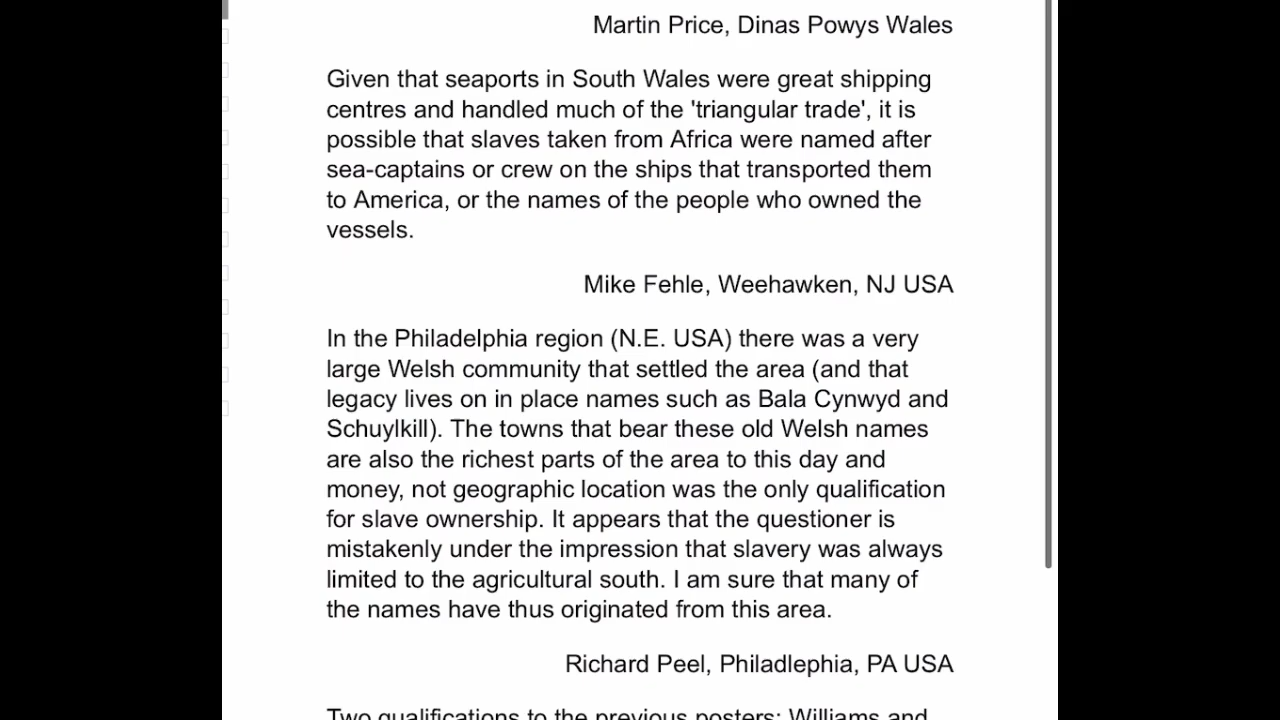 Martin Price, Dinas Powys Wales
Given that seaports in South Wales were great shipping
centres and handled much of the 'triangular trade', it is
possible that slaves taken from Africa were named after
sea-captains or crew on the ships that transported them
to America, or the names of the people who owned the
vessels.
Mike Fehle, Weehawken, NJ USA
In the Philadelphia region (N.E. USA) there was a very
large Welsh community that settled the area (and that
legacy lives on in place names such as Bala Cynwyd and
Schuylkill). The towns that bear these old Welsh names
are also the richest parts of the area to this day and
money, not geographic location was the only qualification
for slave ownership. It appears that the questioner is
mistakenly under the impression that slavery was always
limited to the agricultural south. I am sure that many of
the names have thus originated from this area.
Richard Peel, Philadlephia, PA USA
Two qualifications to the previous posters: Williams and